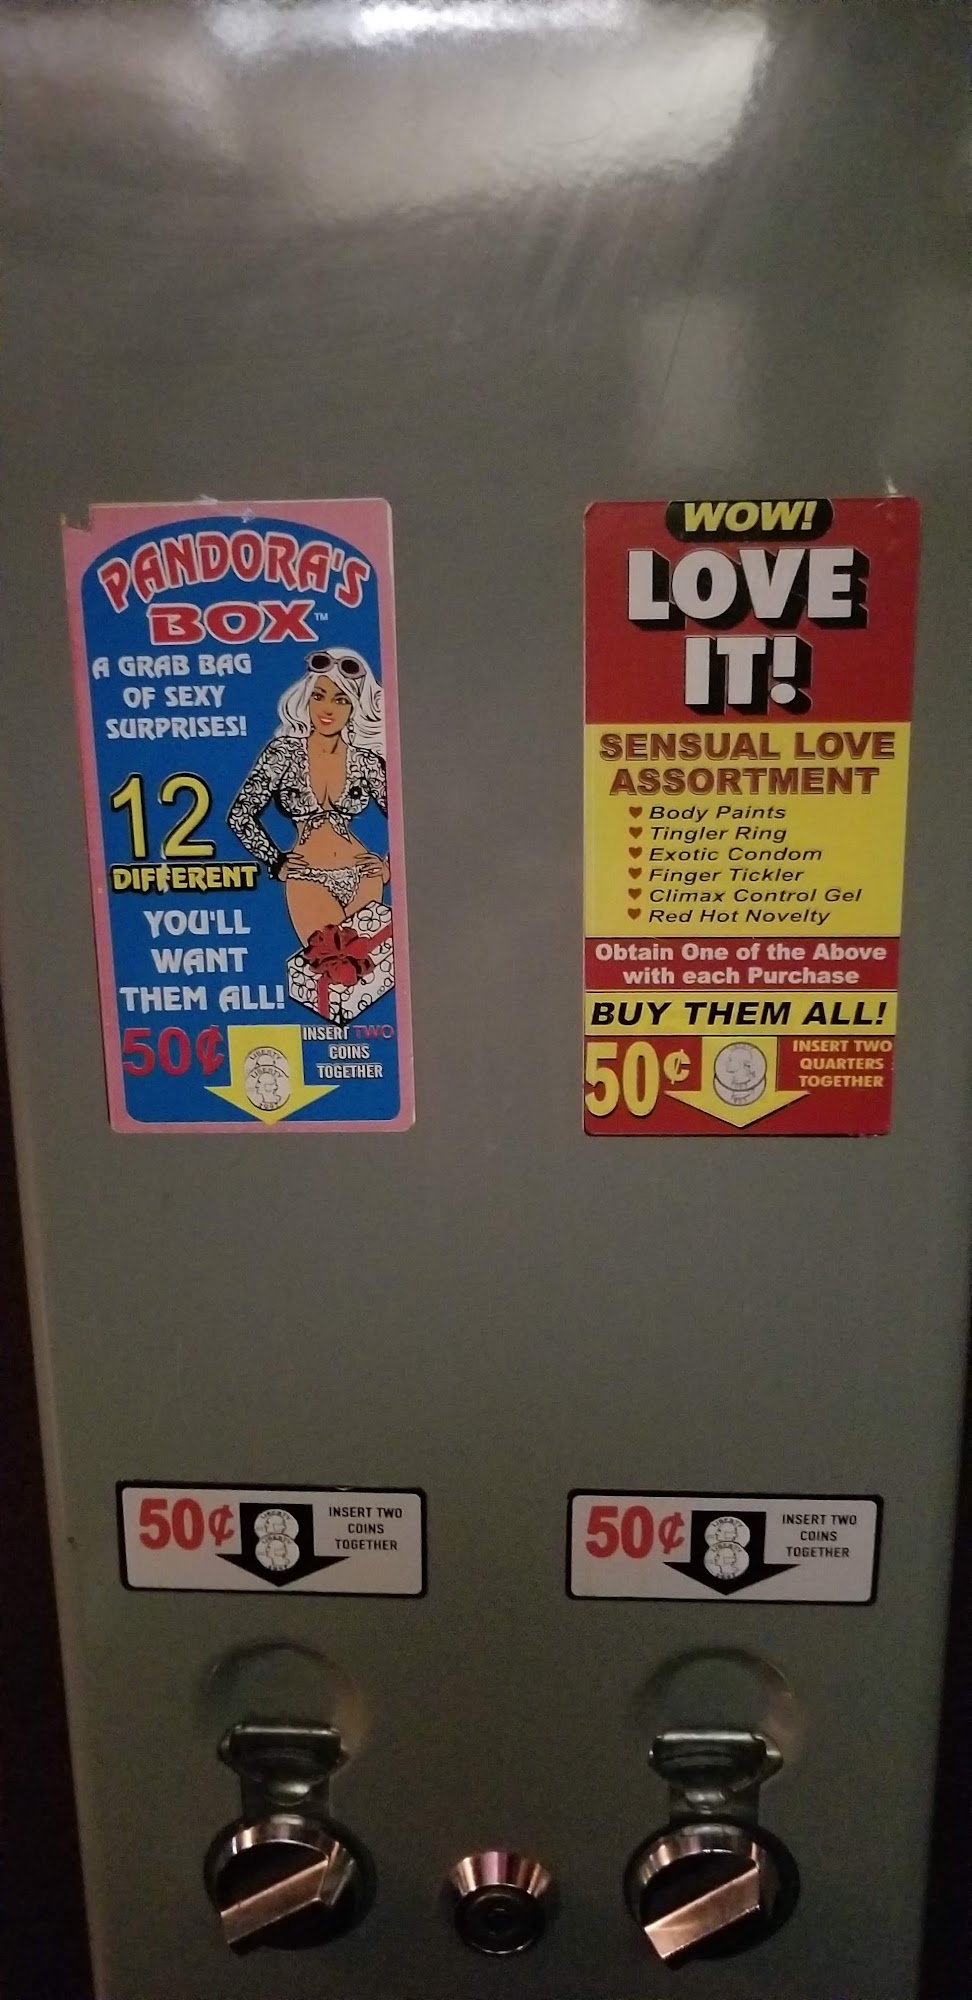 PANDORA'S
BOX™
A GRAB BAG
OF SEXY
SURPRISES!
12
DIFFERENT
YOU'LL
WANT
THEM ALL!
50¢
INSERT TWO
COINS
TOGETHER
WOW!
LOVE
IT!
SENSUAL LOVE
ASSORTMENT
Body Paints
Tingler Ring
Exotic Condom
Finger Tickler
Climax Control Gel
Red Hot Novelty
Obtain One of the Above
with each Purchase
BUY THEM ALL!
50¢
INSERT TWO
QUARTERS
TOGETHER
50¢
INSERT TWO
COINS
TOGETHER
50¢
INSERT TWO
COINS
TOGETHER